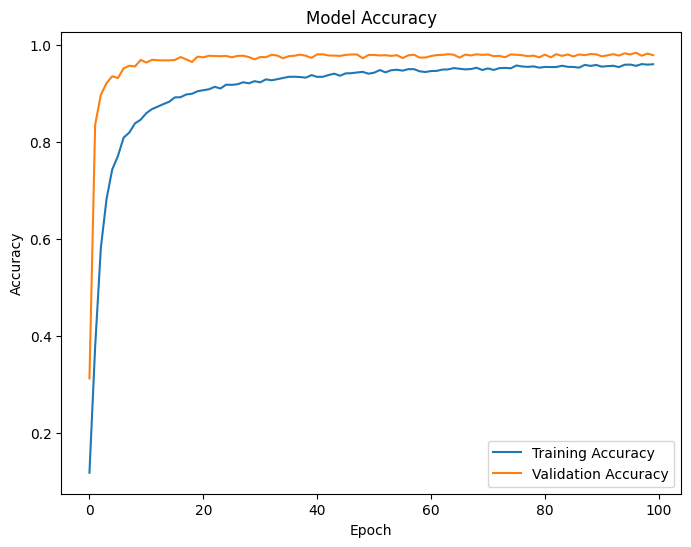 Model Accuracy
1.0
0.8
0.6
0.4
0.2
Accuracy
0 20 40 60 80 100
Epoch
Training Accuracy
Validation Accuracy